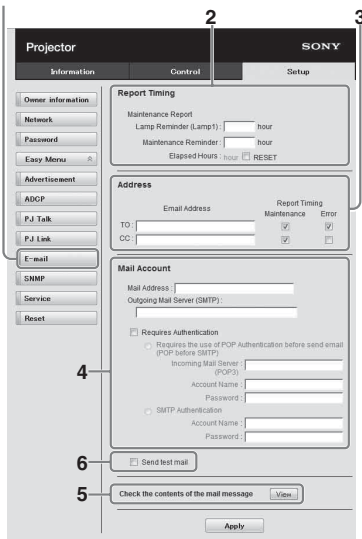 2
3
Projector
SONY
Information
Control
Setup
Owner information
Network
Password
Easy Menu
Advertisement
ADCP
PJ Talk
PJ Link
E-mail
SNMP
Service
Reset
Report Timing
Maintenance Report
Lamp Reminder (Lamp1) : hour
Maintenance Reminder : hour
Elapsed Hours : hour RESET
Address
Email Address
Report Timing
Maintenance Error
TO :
CC :
Mail Account
Mail Address :
Outgoing Mail Server (SMTP) :
Requires Authentication
Requires the use of POP Authentication before send email
(POP before SMTP)
Incoming Mail Server :
(POP3)
Account Name :
Password :
SMTP Authentication
Account Name :
Password :
4
6
Send test mail
5
Check the contents of the mail message View
Apply